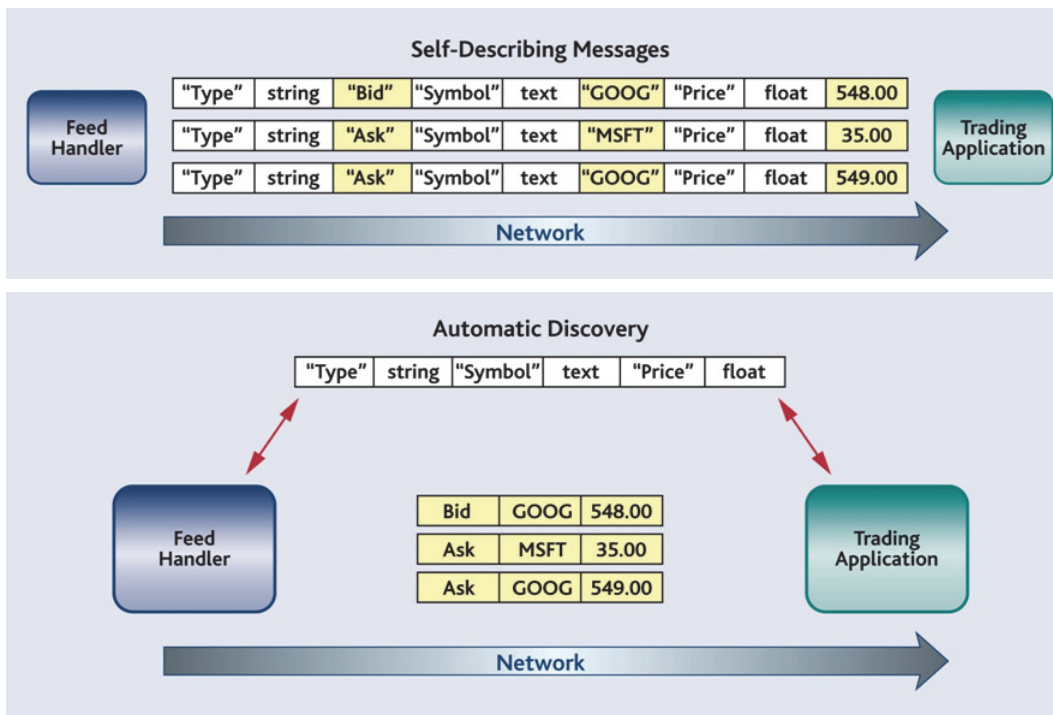 Self-Describing Messages
Feed
Handler
“Type” string “Bid” “Symbol” text “GOOG” “Price” float 548.00
“Type” string “Ask” “Symbol” text “MSFT” “Price” float 35.00
“Type” string “Ask” “Symbol” text “GOOG” “Price” float 549.00
Trading
Application
Network
Automatic Discovery
“Type” string “Symbol” text “Price” float
Feed
Handler
Bid GOOG 548.00
Ask MSFT 35.00
Ask GOOG 549.00
Trading
Application
Network